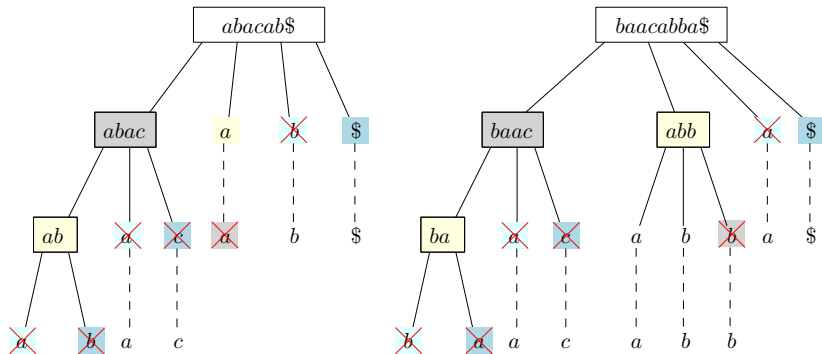 abacab$ baacabba$
abac a b $ baac abb a $
ab a c a b $ ba a c a b b a $
a b a c b a a c a b b